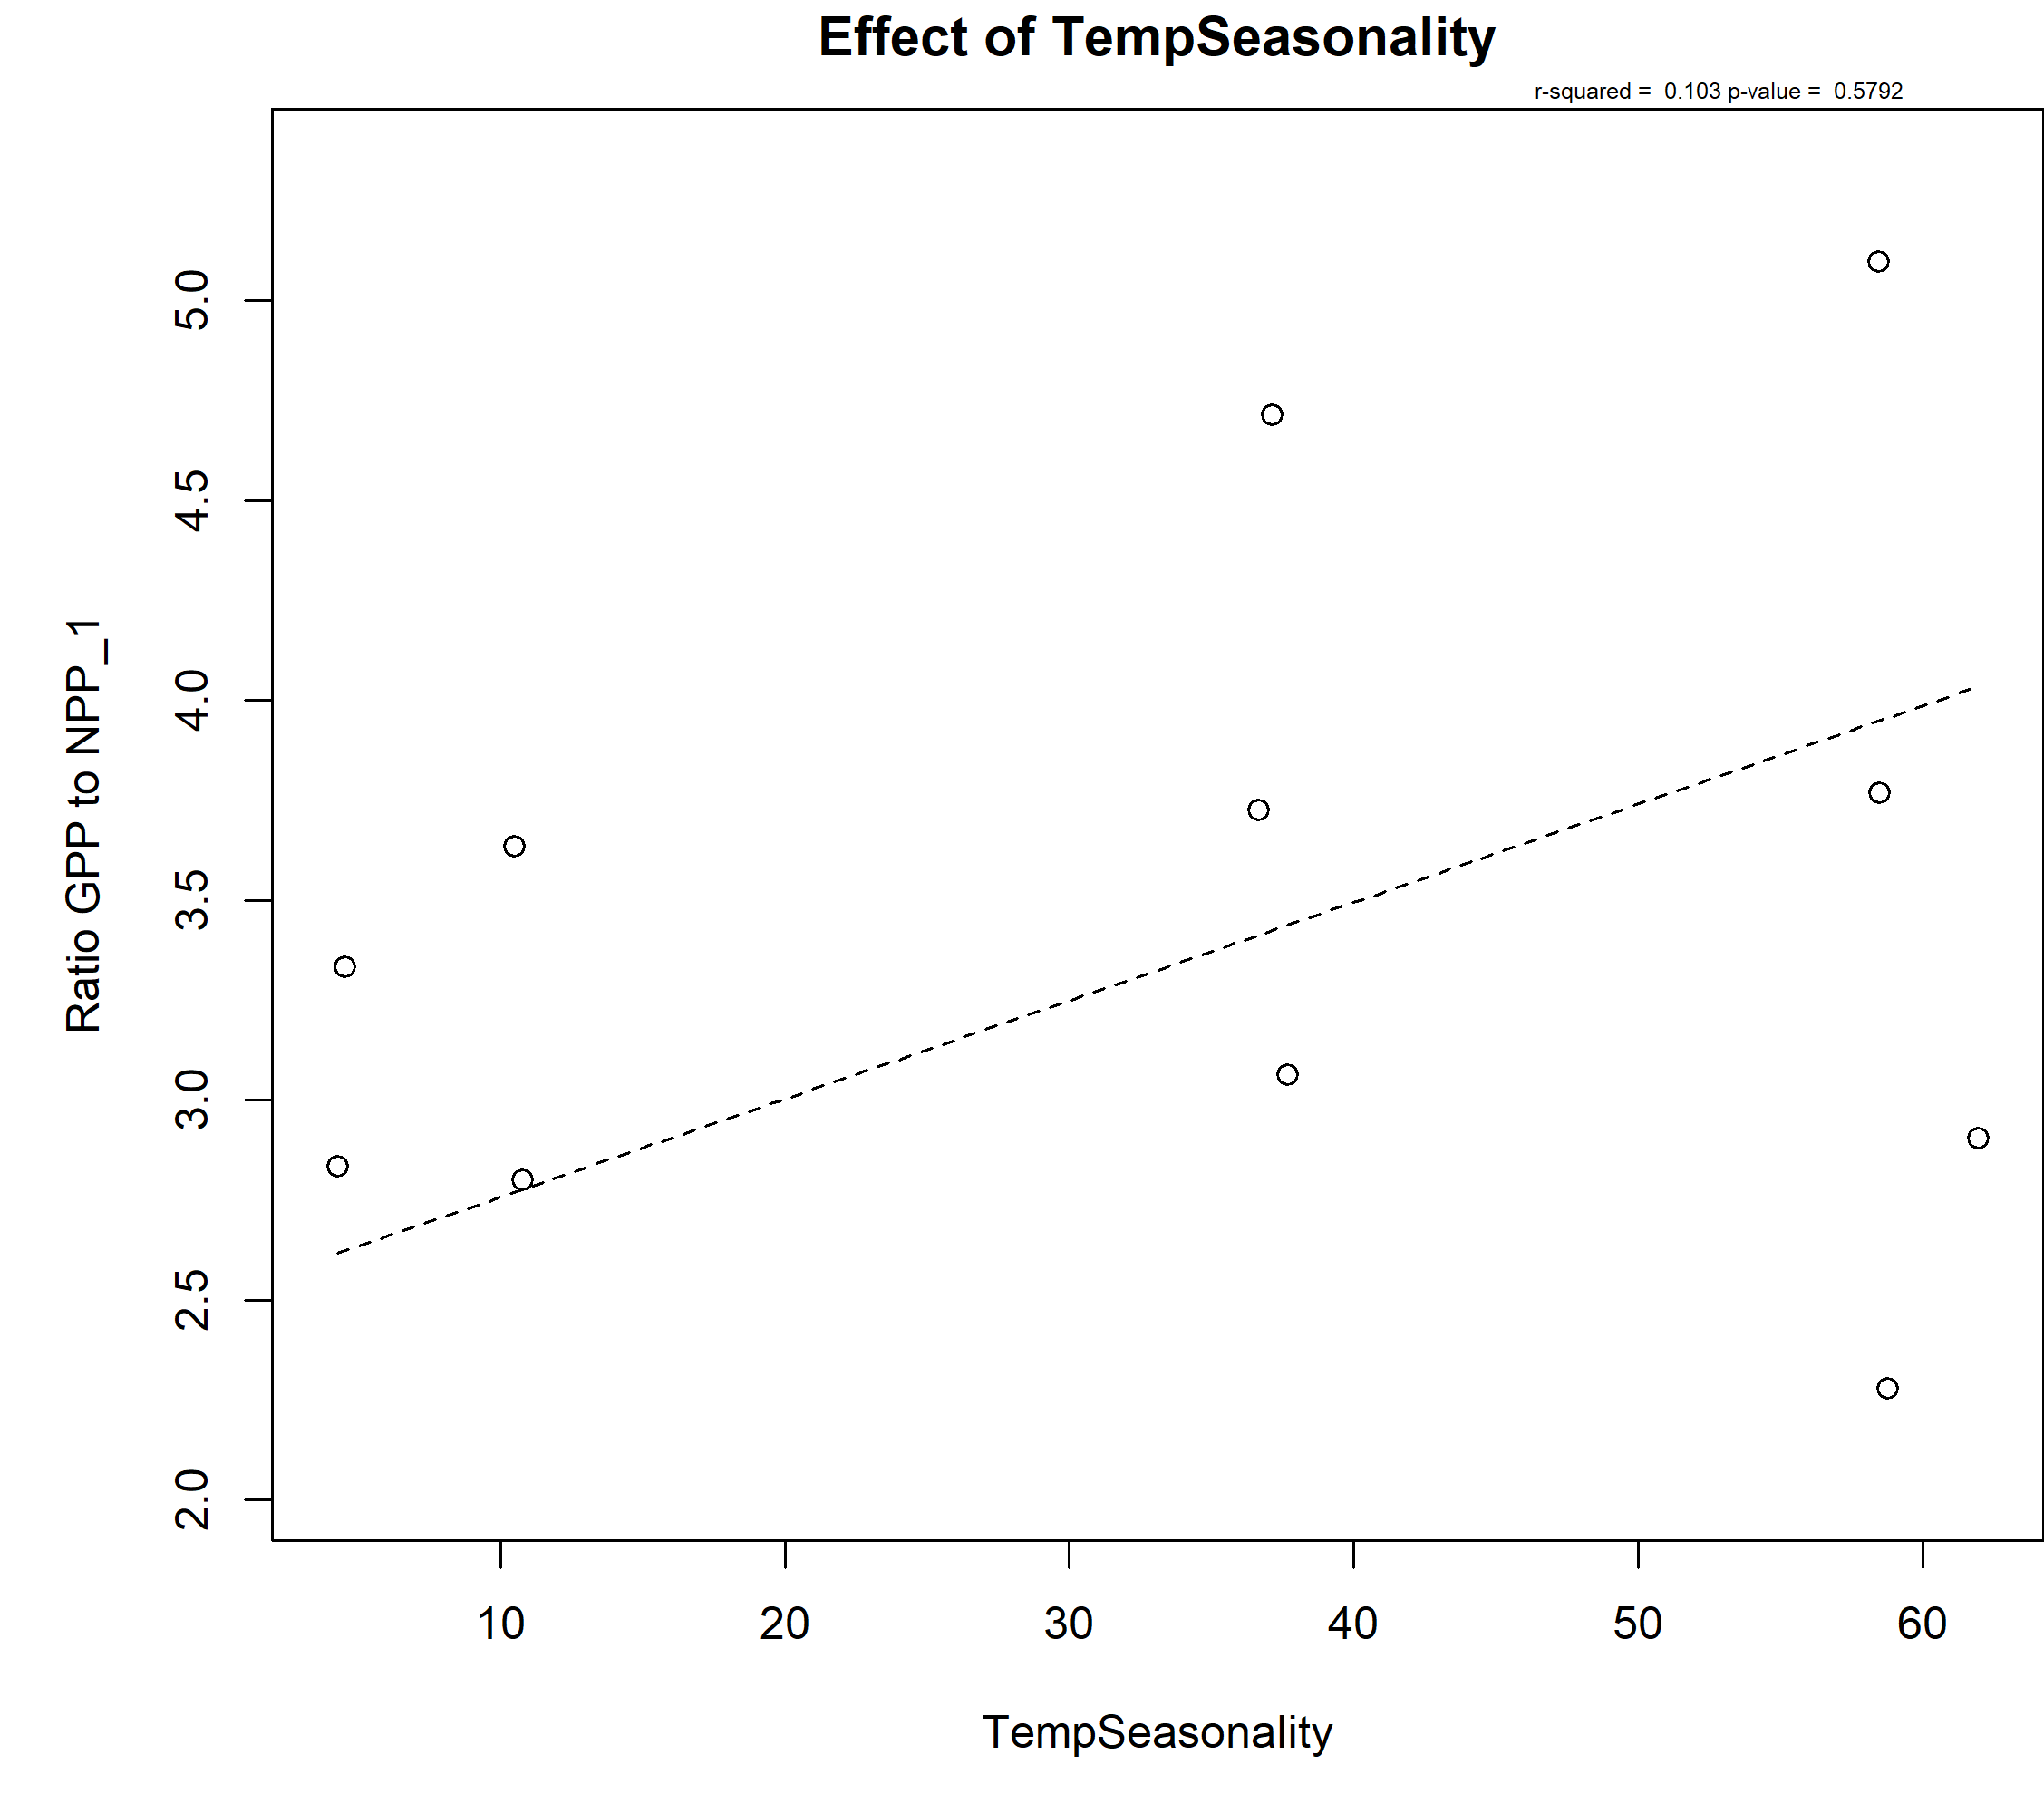 Effect of TempSeasonality
r-squared =  0.103 p-value =  0.5792
Ratio GPP to NPP_1
5.0
4.5
4.0
3.5
3.0
2.5
2.0
10 20 30 40 50 60
TempSeasonality